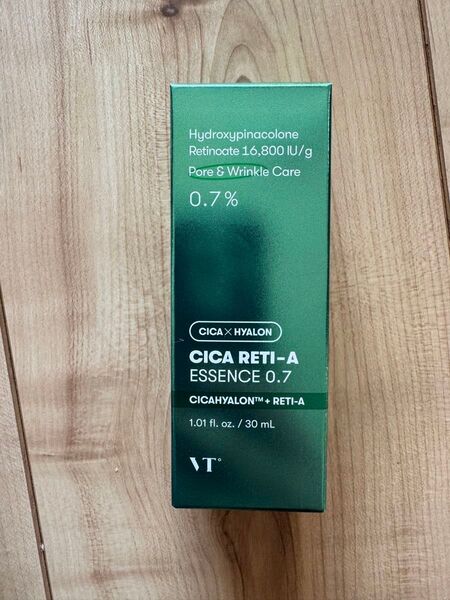 Hydroxypinacolone
Retinoate 16,800 IU/g
Pore & Wrinkle Care
0.7%
CICA × HYALON
CICA RETI-A
ESSENCE 0.7
CICAHYALON™ + RETI-A
1.01 fl. oz. / 30 mL
VT°